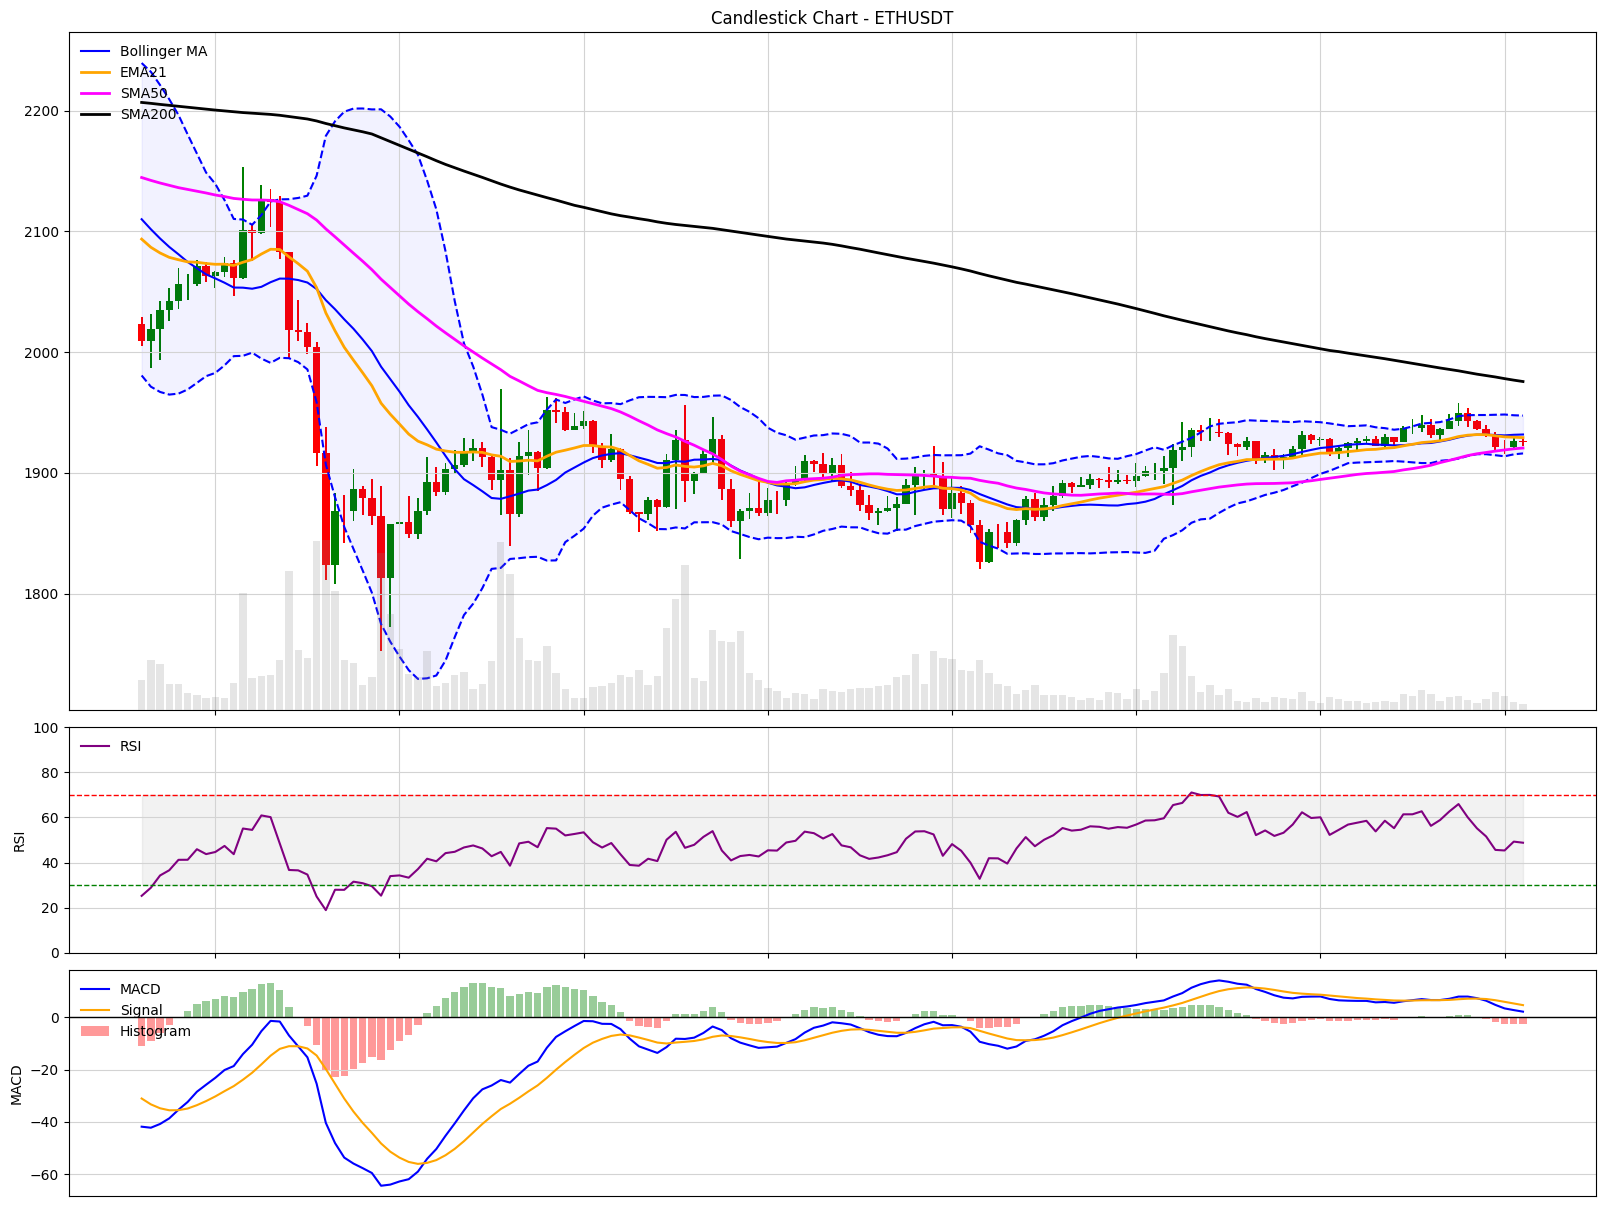 Candlestick Chart - ETHUSDT
Bollinger MA
EMA21
SMA50
SMA200
2200
2100
2000
1900
1800
RSI
100
80
60
40
20
0
RSI
MACD
Signal
Histogram
0
−20
−40
−60
MACD